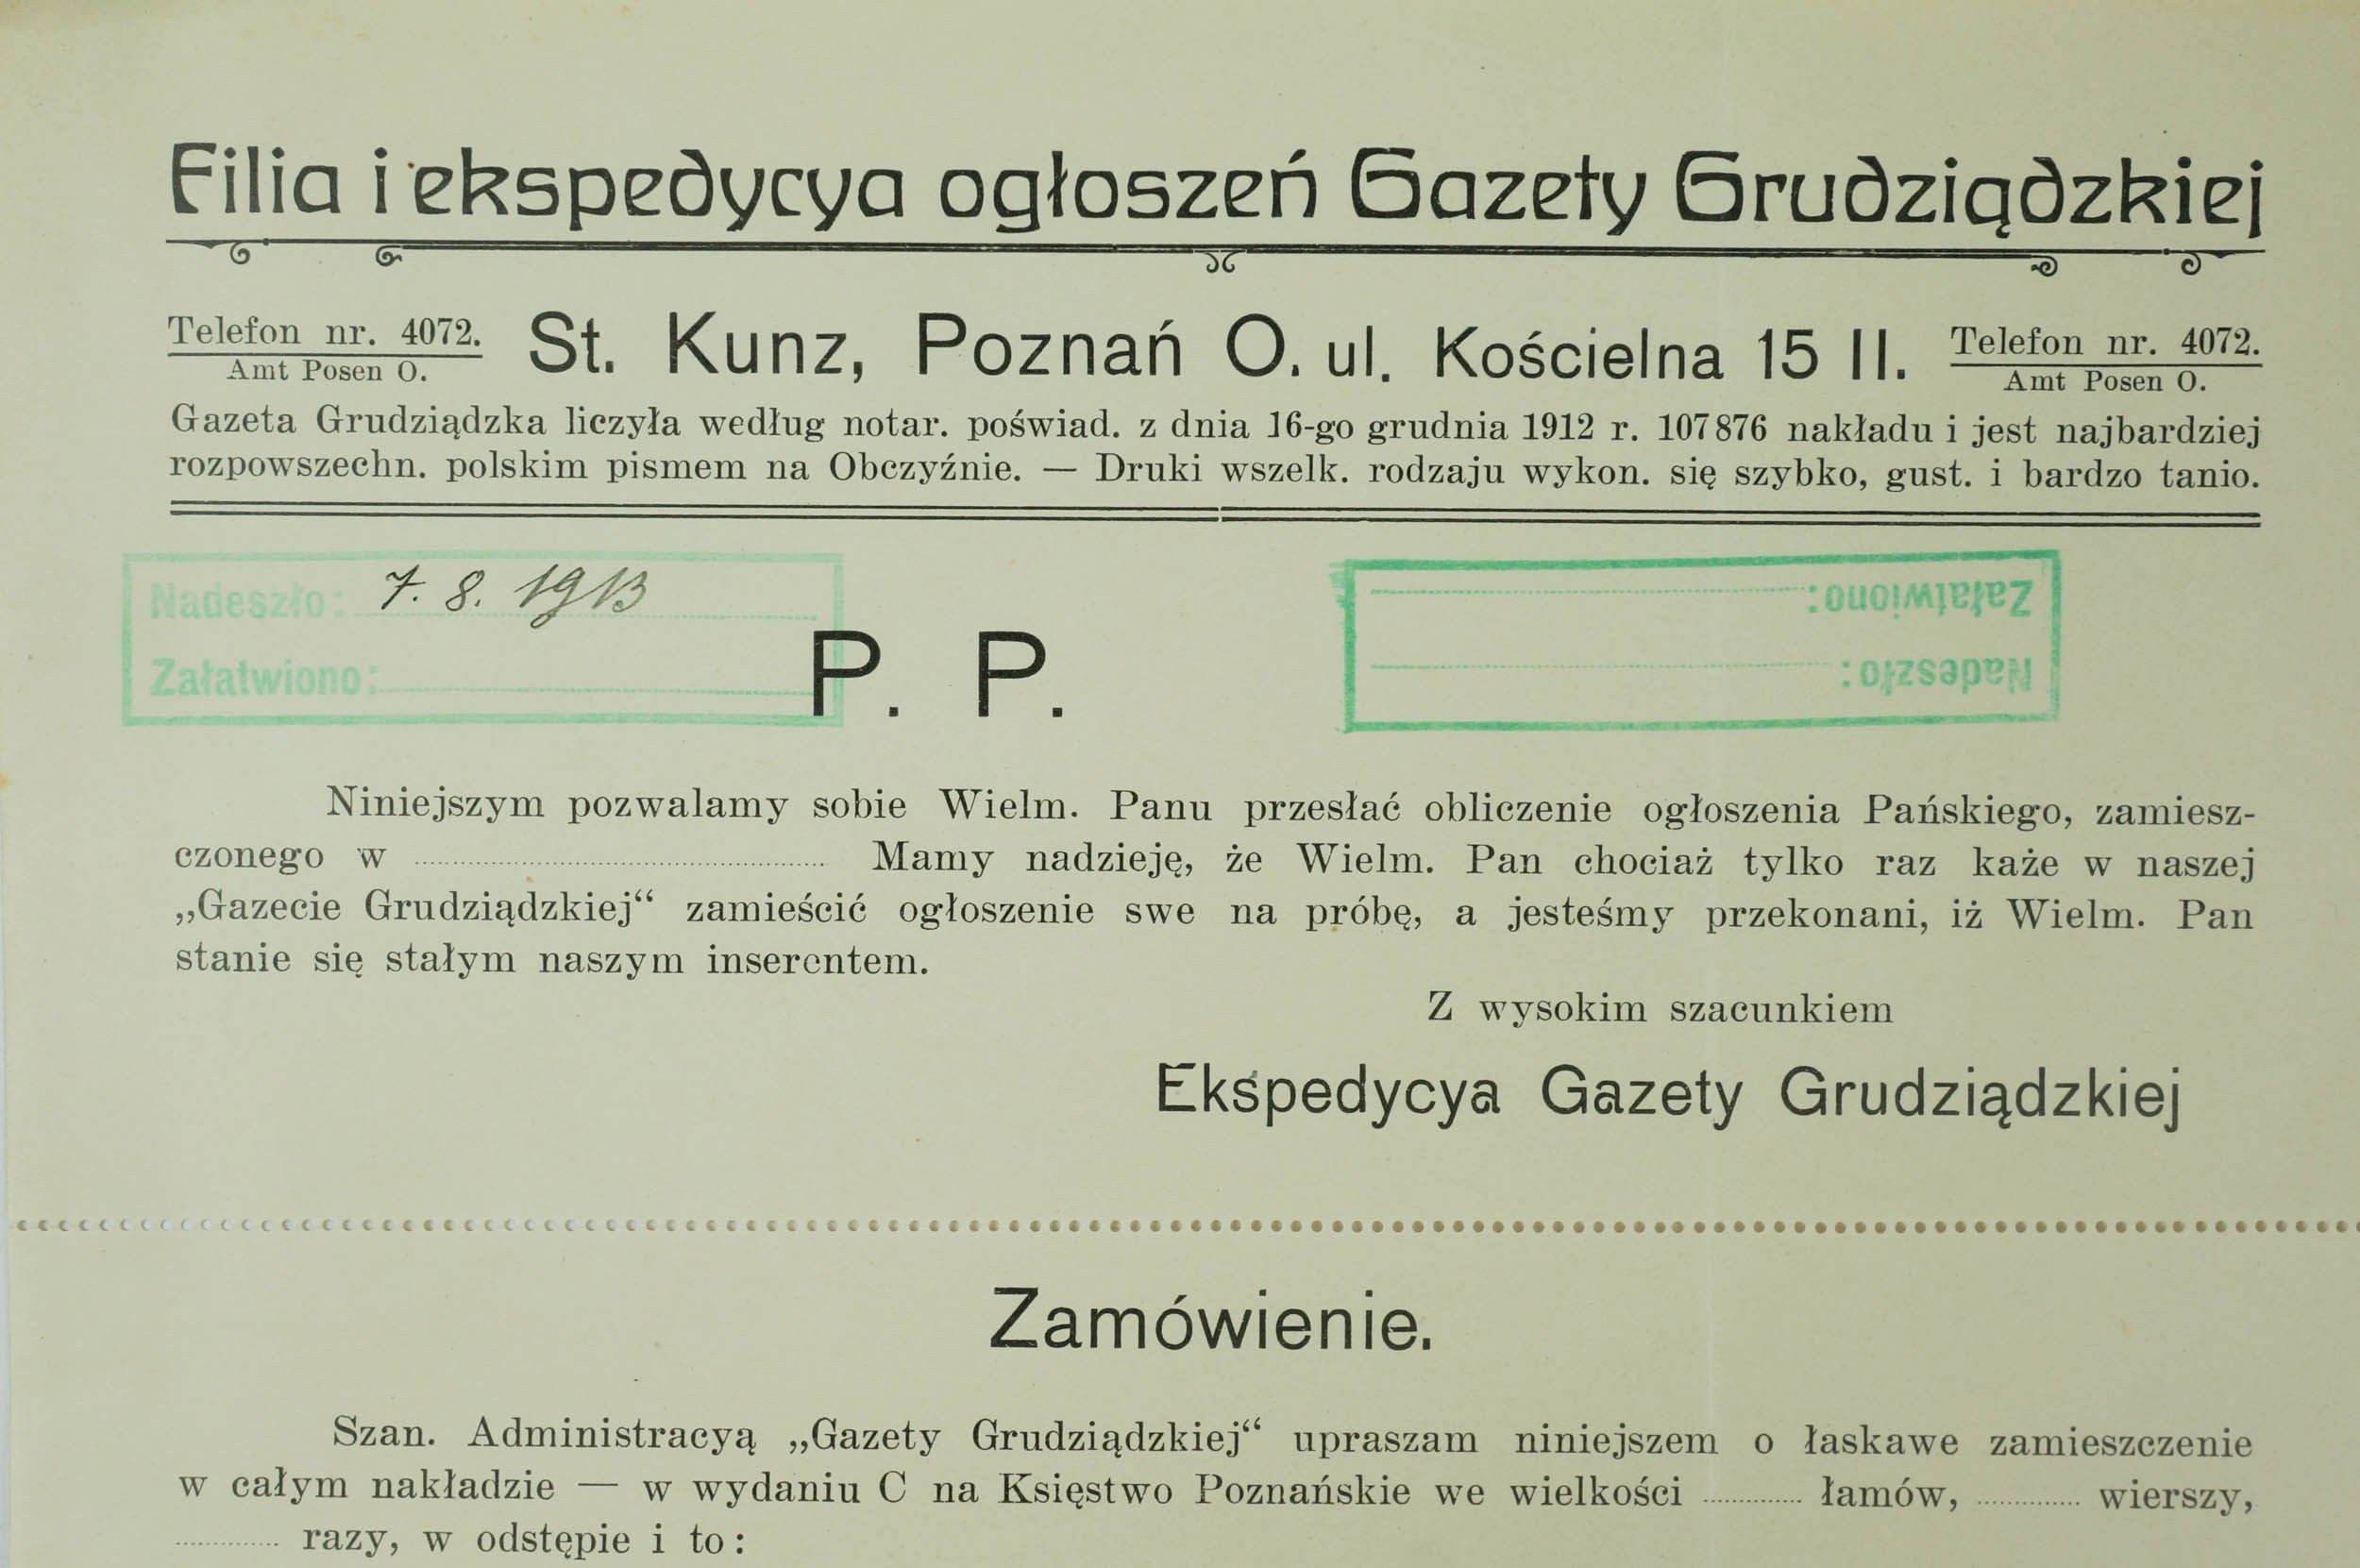 Filia i ekspedycya ogłoszeń Gazety Grudziądzkiej
Telefon nr. 4072.
Amt Posen O.
St. Kunz, Poznań O. ul. Kościelna 15 II.
Telefon nr. 4072.
Amt Posen O.
Gazeta Grudziądzka liczyła według notar. poświad. z dnia 16-go grudnia 1912 r. 107876 nakładu i jest najbardziej
rozpowszechn. polskim pismem na Obczyźnie. — Druki wszelk. rodzaju wykon. się szybko, gust. i bardzo tanio.
Nadeszło: 7. 8. 1913
Załatwiono:
Nadeszło:
Załatwiono:
P. P.
Niniejszym pozwalamy sobie Wielm. Panu przesłać obliczenie ogłoszenia Pańskiego, zamiesz-
czonego w .................... Mamy nadzieję, że Wielm. Pan chociaż tylko raz każe w naszej
„Gazecie Grudziądzkiej“ zamieścić ogłoszenie swe na próbę, a jesteśmy przekonani, iż Wielm. Pan
stanie się stałym naszym inserentem.
Z wysokim szacunkiem
Ekspedycya Gazety Grudziądzkiej
Zamówienie.
Szan. Administracyą „Gazety Grudziądzkiej“ upraszam niniejszem o łaskawe zamieszczenie
w całym nakładzie — w wydaniu C na Księstwo Poznańskie we wielkości .......... łamów, .......... wierszy,
.......... razy, w odstępie i to: